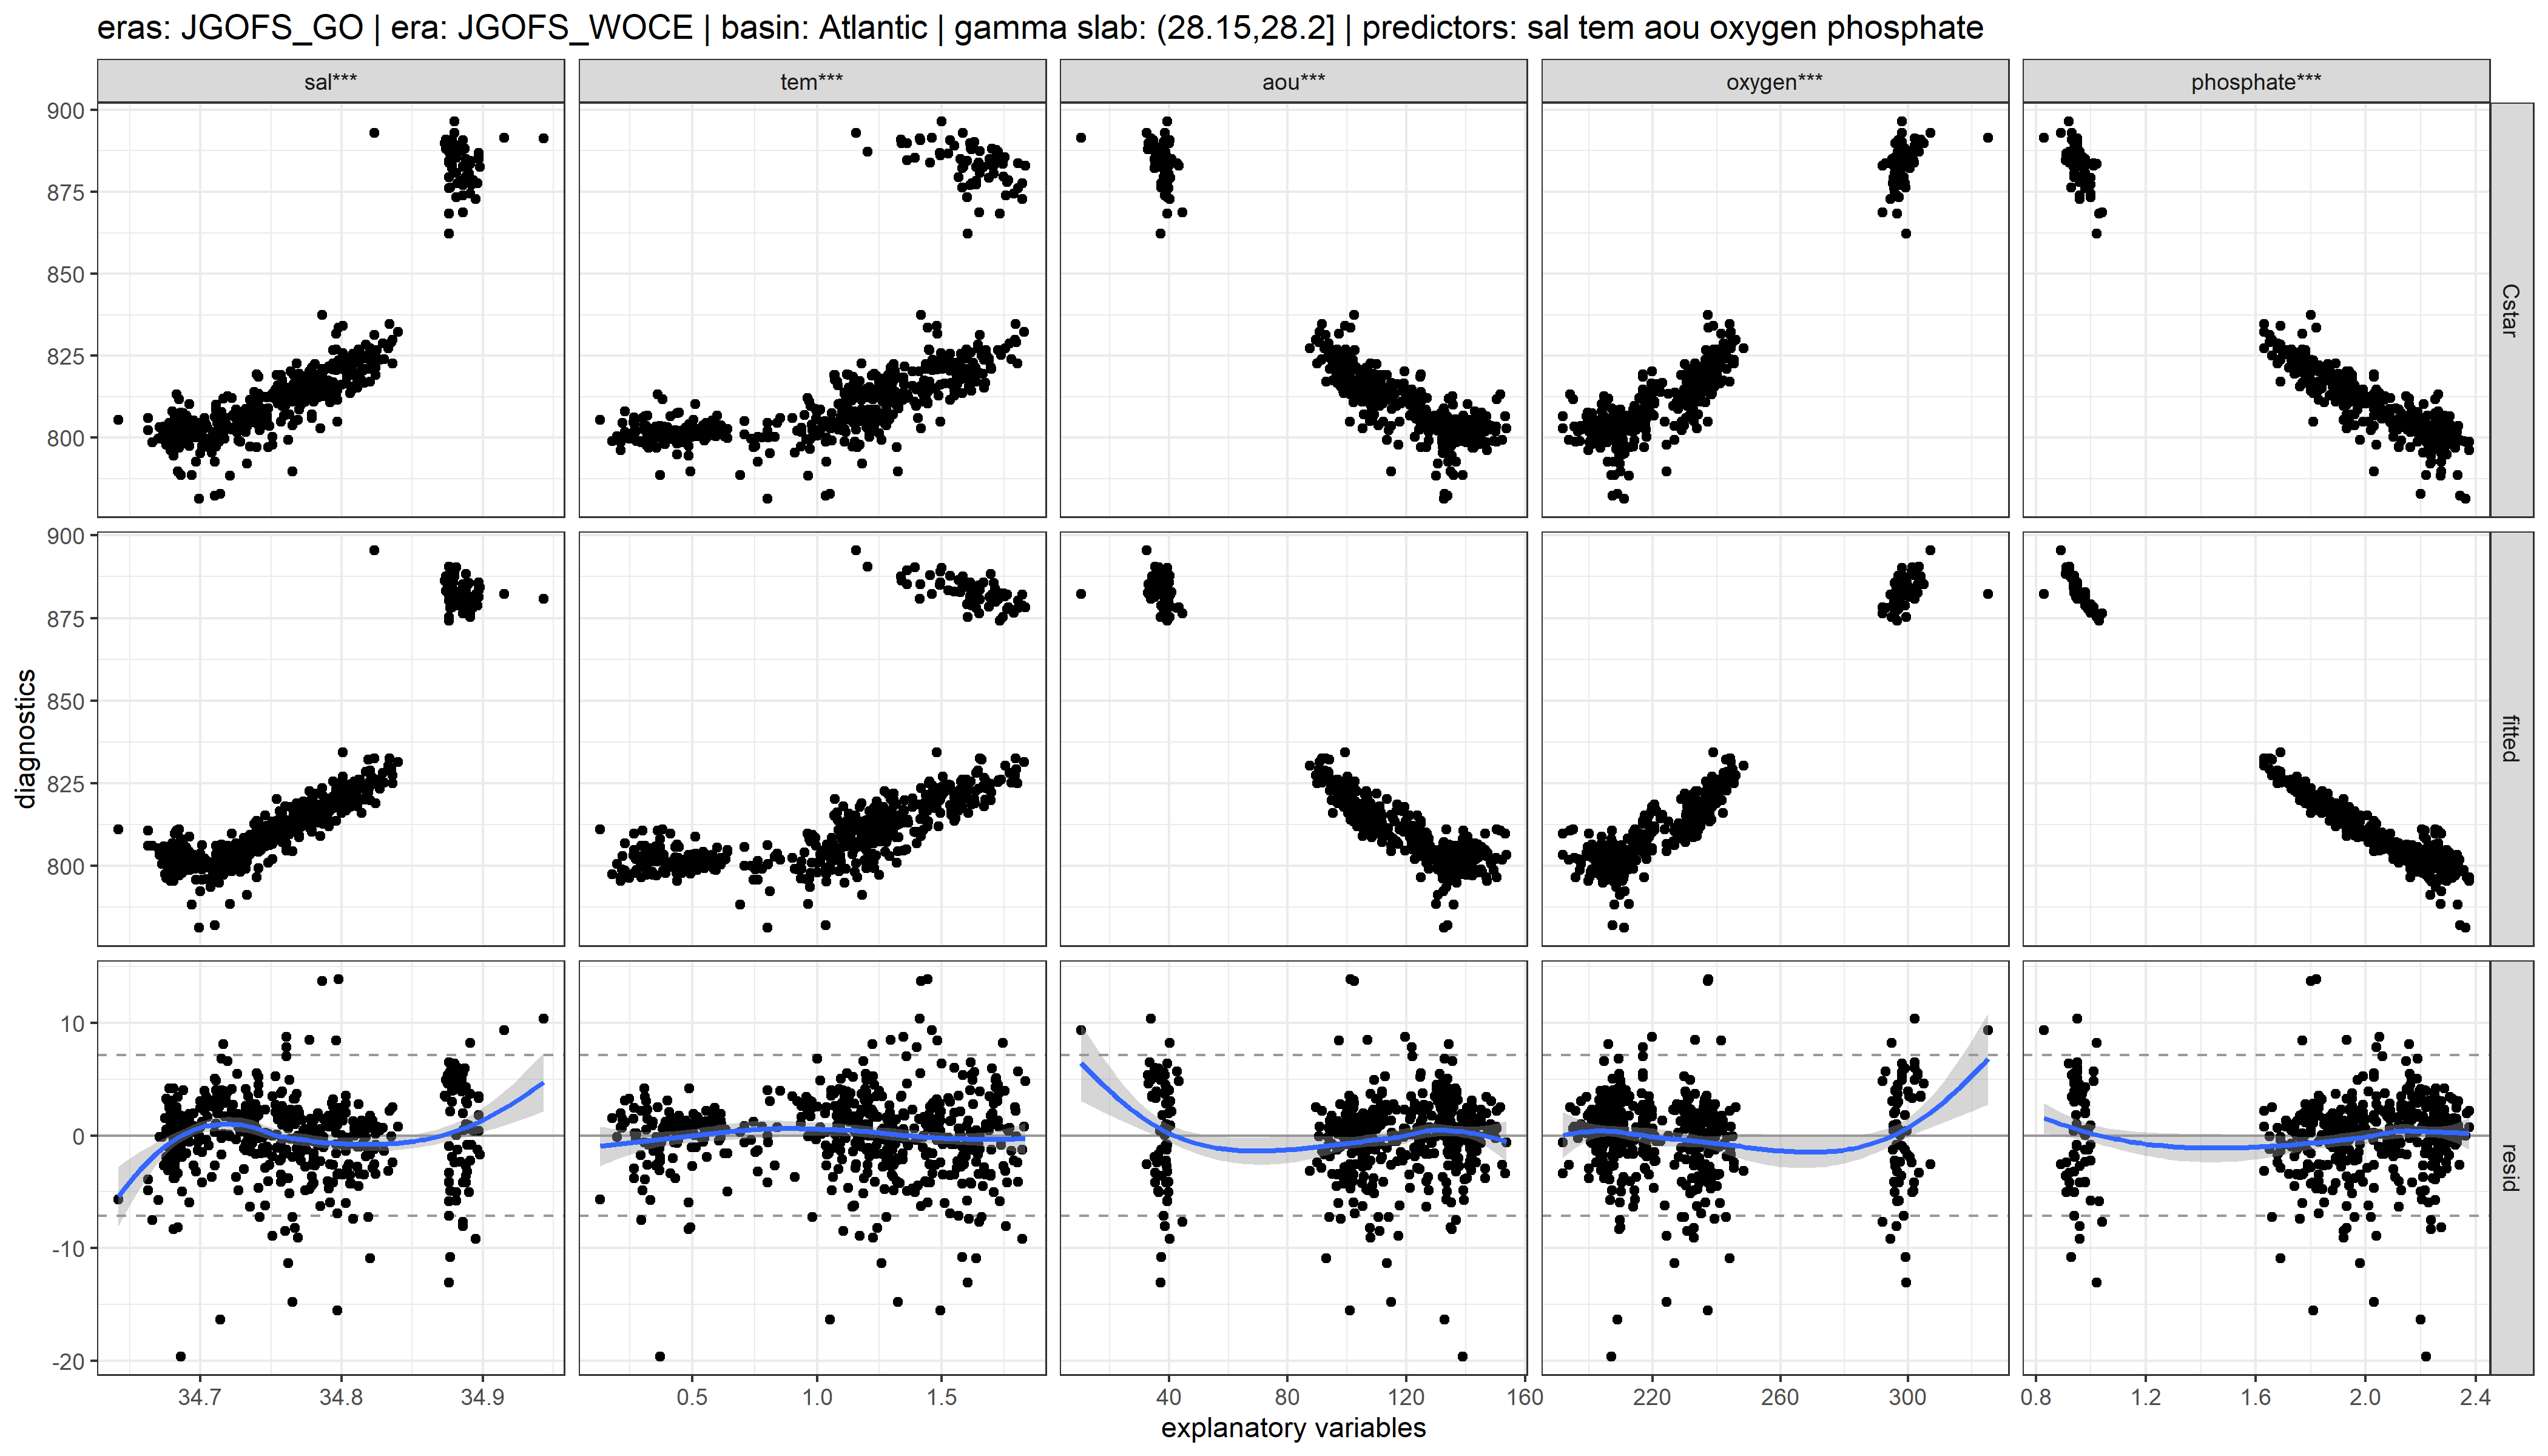 eras: JGOFS_GO | era: JGOFS_WOCE | basin: Atlantic | gamma slab: (28.15,28.2] | predictors: sal tem aou oxygen phosphate
sal***
tem***
aou***
oxygen***
phosphate***
900
875
850
825
800
Cstar
900
875
850
825
800
fitted
10
0
-10
-20
resid
diagnostics
34.7
34.8
34.9
0.5
1.0
1.5
40
80
120
160
220
260
300
0.8
1.2
1.6
2.0
2.4
explanatory variables